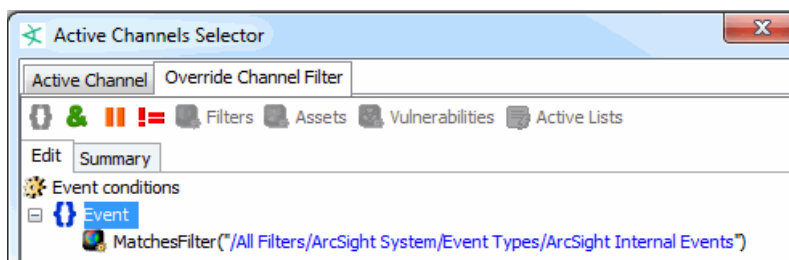 Active Channels Selector
Active Channel Override Channel Filter
{} & || != Filters Assets Vulnerabilities Active Lists
Edit Summary
Event conditions
{} Event
MatchesFilter("/All Filters/ArcSight System/Event Types/ArcSight Internal Events")